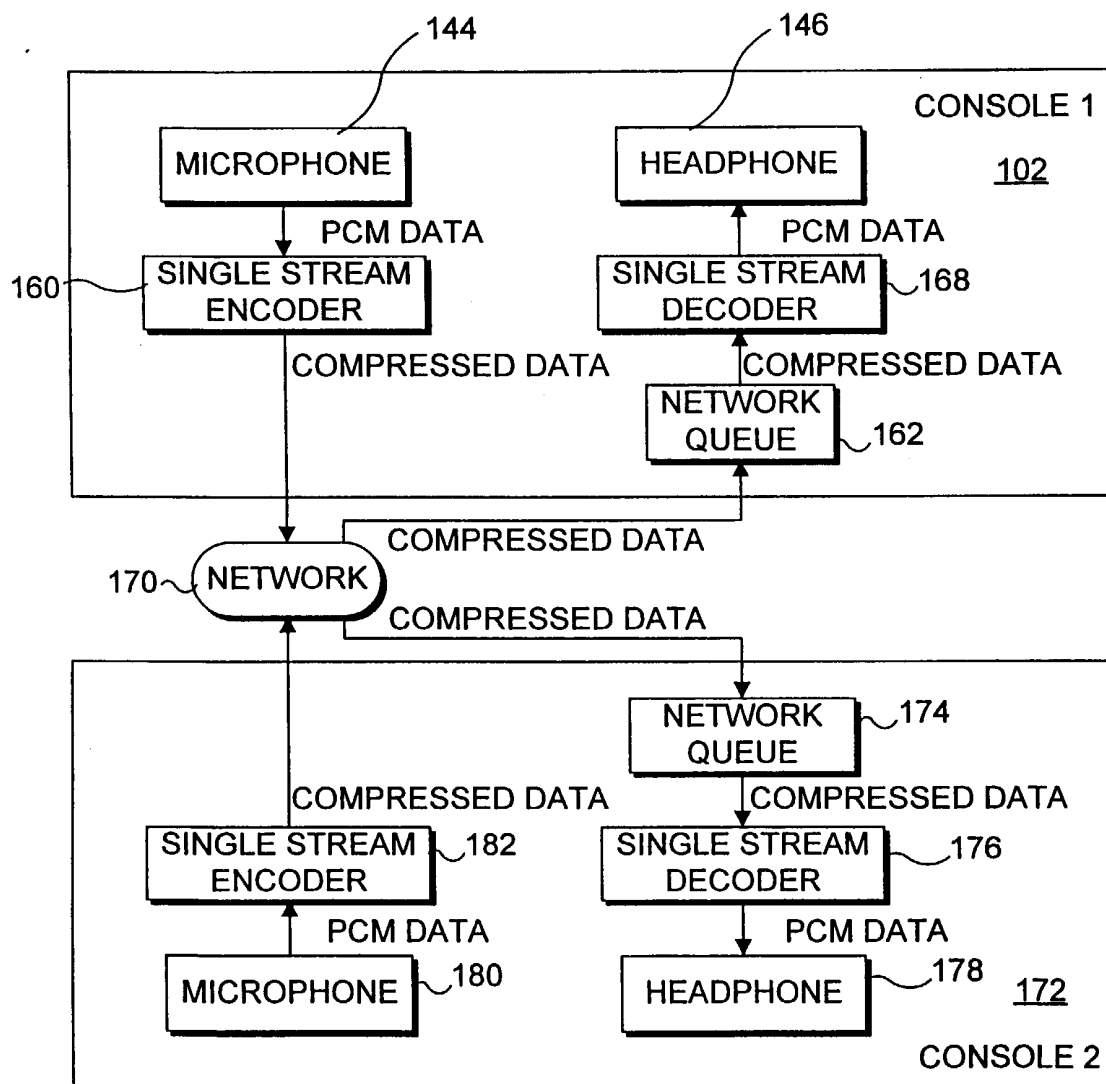 144
146
CONSOLE 1
MICROPHONE
HEADPHONE
102
PCM DATA
PCM DATA
160
SINGLE STREAM
ENCODER
SINGLE STREAM
DECODER
168
COMPRESSED DATA
COMPRESSED DATA
NETWORK
QUEUE
162
COMPRESSED DATA
170
NETWORK
COMPRESSED DATA
NETWORK
QUEUE
174
COMPRESSED DATA
COMPRESSED DATA
SINGLE STREAM
ENCODER
182
SINGLE STREAM
DECODER
176
PCM DATA
PCM DATA
MICROPHONE
180
HEADPHONE
178
172
CONSOLE 2